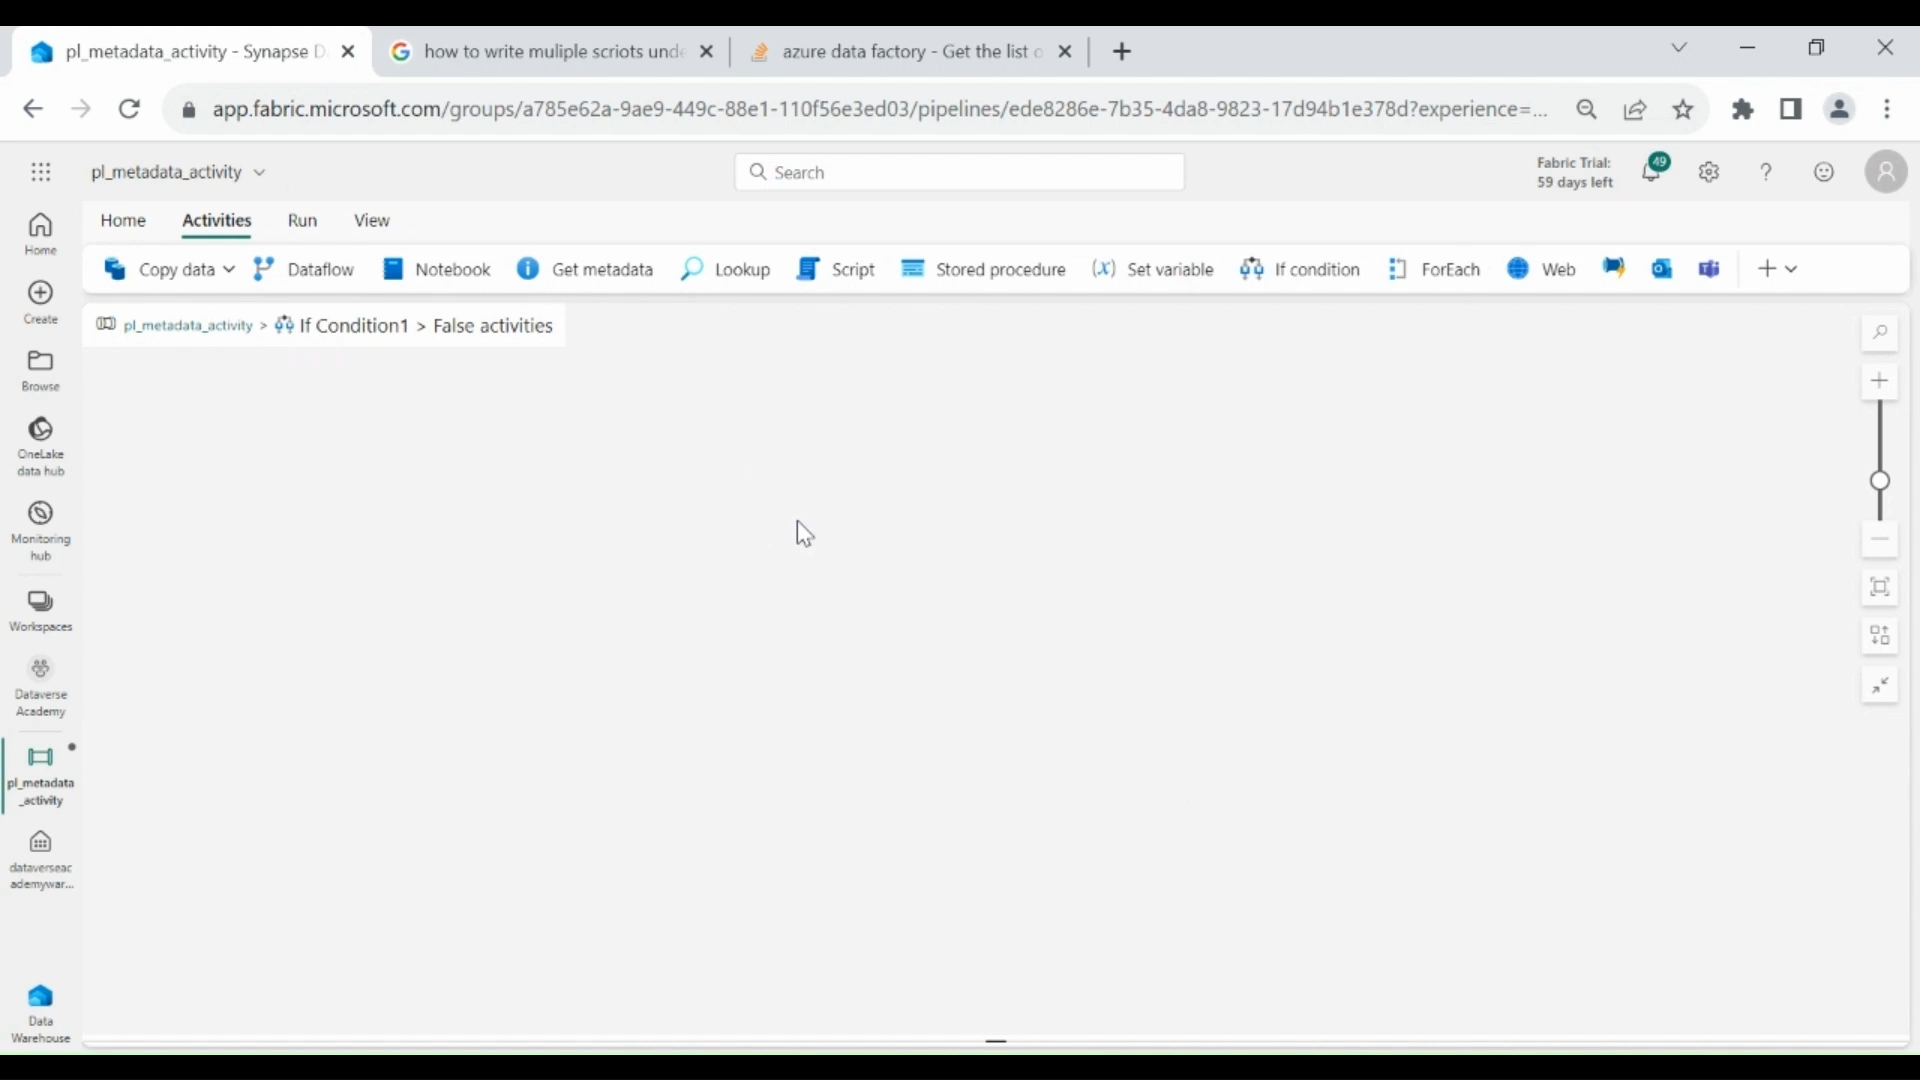 pl_metadata_activity - Synapse D
how to write muliple scriots unde
azure data factory - Get the list o
app.fabric.microsoft.com/groups/a785e62a-9ae9-449c-88e1-110f56e3ed03/pipelines/ede8286e-7b35-4da8-9823-17d94b1e378d?experience=...
pl_metadata_activity
Search
Fabric Trial:
59 days left
49
Home
Activities
Run
View
Copy data
Dataflow
Notebook
Get metadata
Lookup
Script
Stored procedure
(x) Set variable
If condition
ForEach
Web
pl_metadata_activity > If Condition1 > False activities
Home
Create
Browse
OneLake
data hub
Monitoring
hub
Workspaces
Dataverse
Academy
pl_metadata
_activity
dataverseac
ademywar...
Data
Warehouse